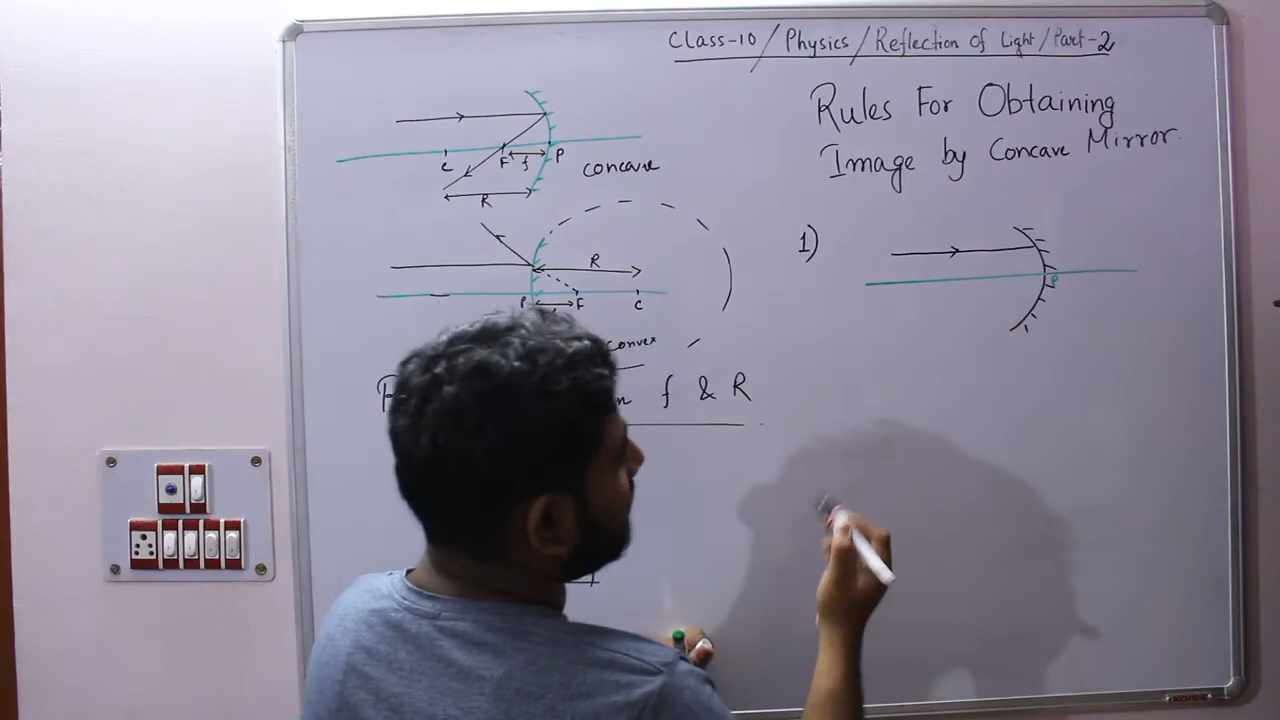 Class-10/Physics/Reflection of Light/Part-2
Rules For Obtaining
Image by Concave Mirror.
C F f P
concave
R
R
P F C
convex
f & R
1)
P